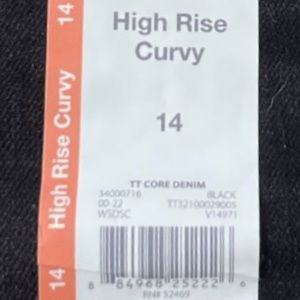 14 High Rise Curvy 14
High Rise
Curvy
14
TT CORE DENIM
34000716 BLACK
00-22 TT3210002900S
WSDSC V14971
8 84968 25222 6
RN# 52469